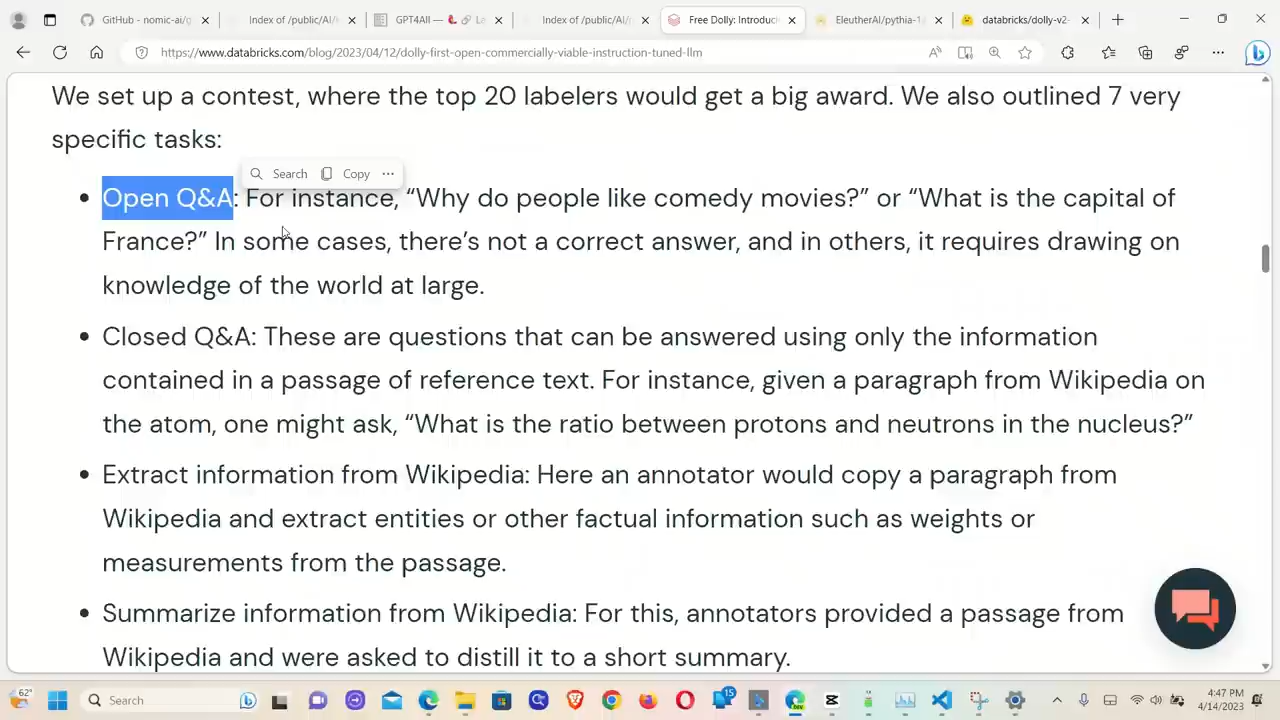 GitHub - nomic-ai/g
Index of /public/AI/
GPT4All —
Index of /public/AI/
Free Dolly: Introduc
EleutherAI/pythia-1
databricks/dolly-v2-
https://www.databricks.com/blog/2023/04/12/dolly-first-open-commercially-viable-instruction-tuned-llm
We set up a contest, where the top 20 labelers would get a big award. We also outlined 7 very
specific tasks:
Search Copy ...
• Open Q&A: For instance, “Why do people like comedy movies?” or “What is the capital of
France?” In some cases, there’s not a correct answer, and in others, it requires drawing on
knowledge of the world at large.
• Closed Q&A: These are questions that can be answered using only the information
contained in a passage of reference text. For instance, given a paragraph from Wikipedia on
the atom, one might ask, “What is the ratio between protons and neutrons in the nucleus?”
• Extract information from Wikipedia: Here an annotator would copy a paragraph from
Wikipedia and extract entities or other factual information such as weights or
measurements from the passage.
• Summarize information from Wikipedia: For this, annotators provided a passage from
Wikipedia and were asked to distill it to a short summary.
62°
Search
15
4:47 PM
4/14/2023